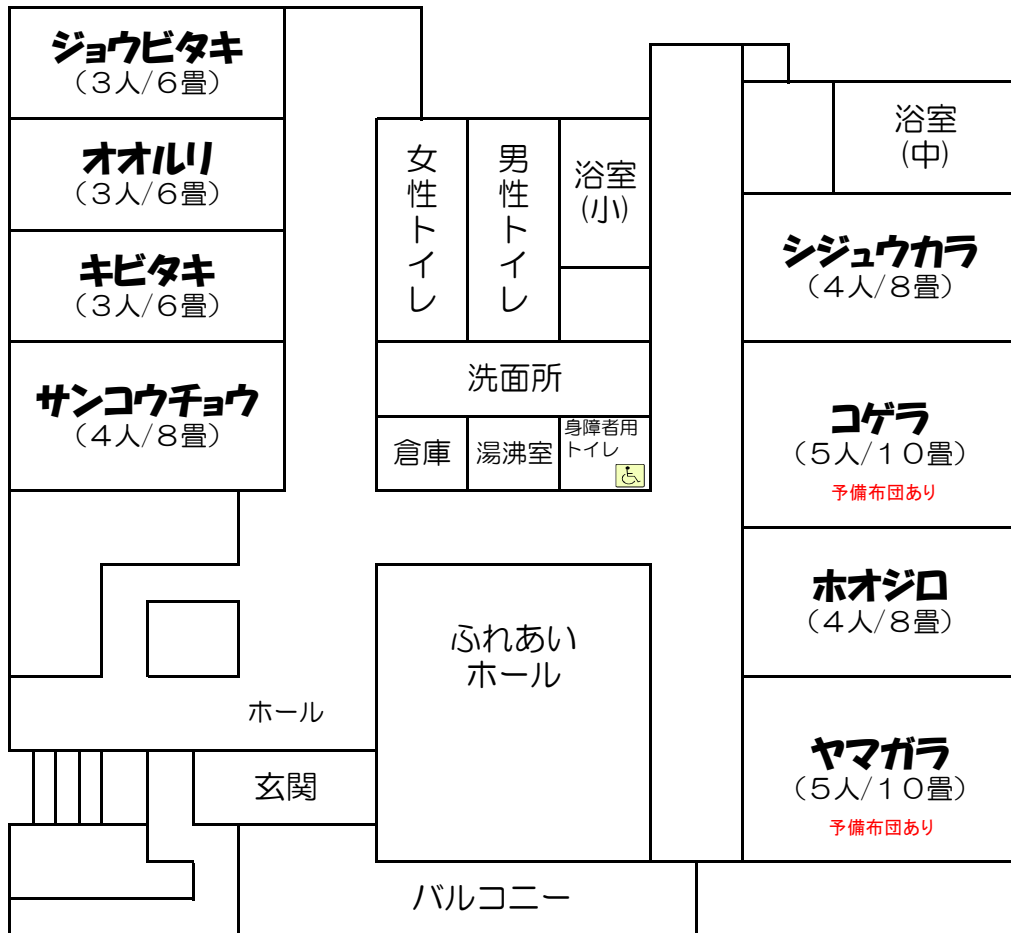 ジョウビタキ
（３人/６畳）
オオルリ
（３人/６畳）
キビタキ
（３人/６畳）
サンコウチョウ
（４人/８畳）
女性トイレ
男性トイレ
浴室
(小)
洗面所
倉庫
湯沸室
身障者用
トイレ
浴室
(中)
シジュウカラ
（４人/８畳）
コゲラ
（５人/１０畳）
予備布団あり
ホオジロ
（４人/８畳）
ヤマガラ
（５人/１０畳）
予備布団あり
ふれあい
ホール
ホール
玄関
バルコニー